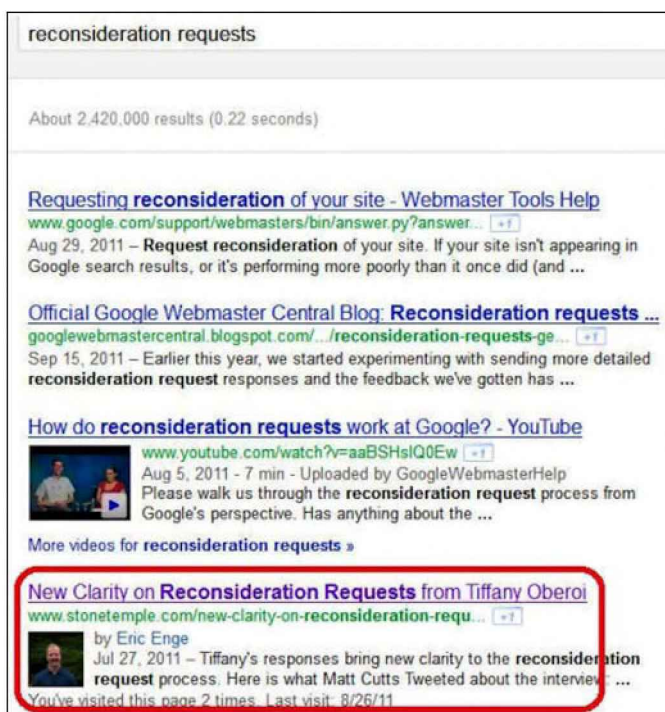 reconsideration requests
About 2,420,000 results (0.22 seconds)
Requesting reconsideration of your site - Webmaster Tools Help
www.google.com/support/webmasters/bin/answer.py?answer... +1
Aug 29, 2011 – Request reconsideration of your site. If your site isn't appearing in
Google search results, or it's performing more poorly than it once did (and ...
Official Google Webmaster Central Blog: Reconsideration requests ...
googlewebmastercentral.blogspot.com/.../reconsideration-requests-ge... +1
Sep 15, 2011 – Earlier this year, we started experimenting with sending more detailed
reconsideration request responses and the feedback we've gotten has ...
How do reconsideration requests work at Google? - YouTube
www.youtube.com/watch?v=aaBSHsIQ0Ew +1
Aug 5, 2011 - 7 min - Uploaded by GoogleWebmasterHelp
Please walk us through the reconsideration request process from
Google's perspective. Has anything about the ...
More videos for reconsideration requests »
New Clarity on Reconsideration Requests from Tiffany Oberoi
www.stonetemple.com/new-clarity-on-reconsideration-requ... +1
by Eric Enge
Jul 27, 2011 – Tiffany's responses bring new clarity to the reconsideration
request process. Here is what Matt Cutts Tweeted about the interview: ...
You've visited this page 2 times. Last visit: 8/26/11